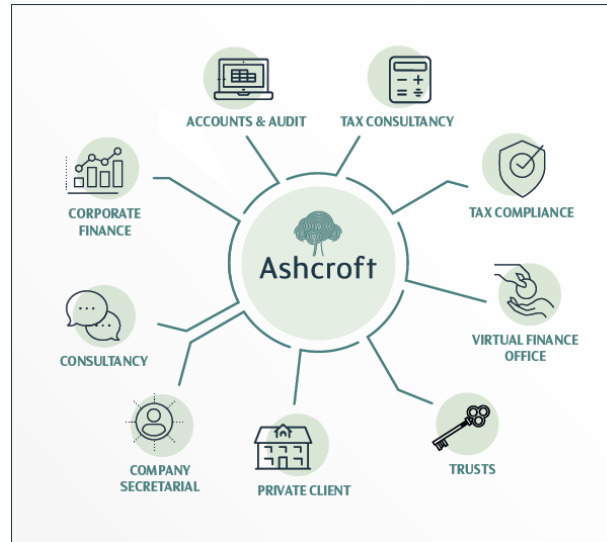 ACCOUNTS & AUDIT
TAX CONSULTANCY
CORPORATE
FINANCE
TAX COMPLIANCE
Ashcroft
CONSULTANCY
VIRTUAL FINANCE
OFFICE
COMPANY
SECRETARIAL
PRIVATE CLIENT
TRUSTS